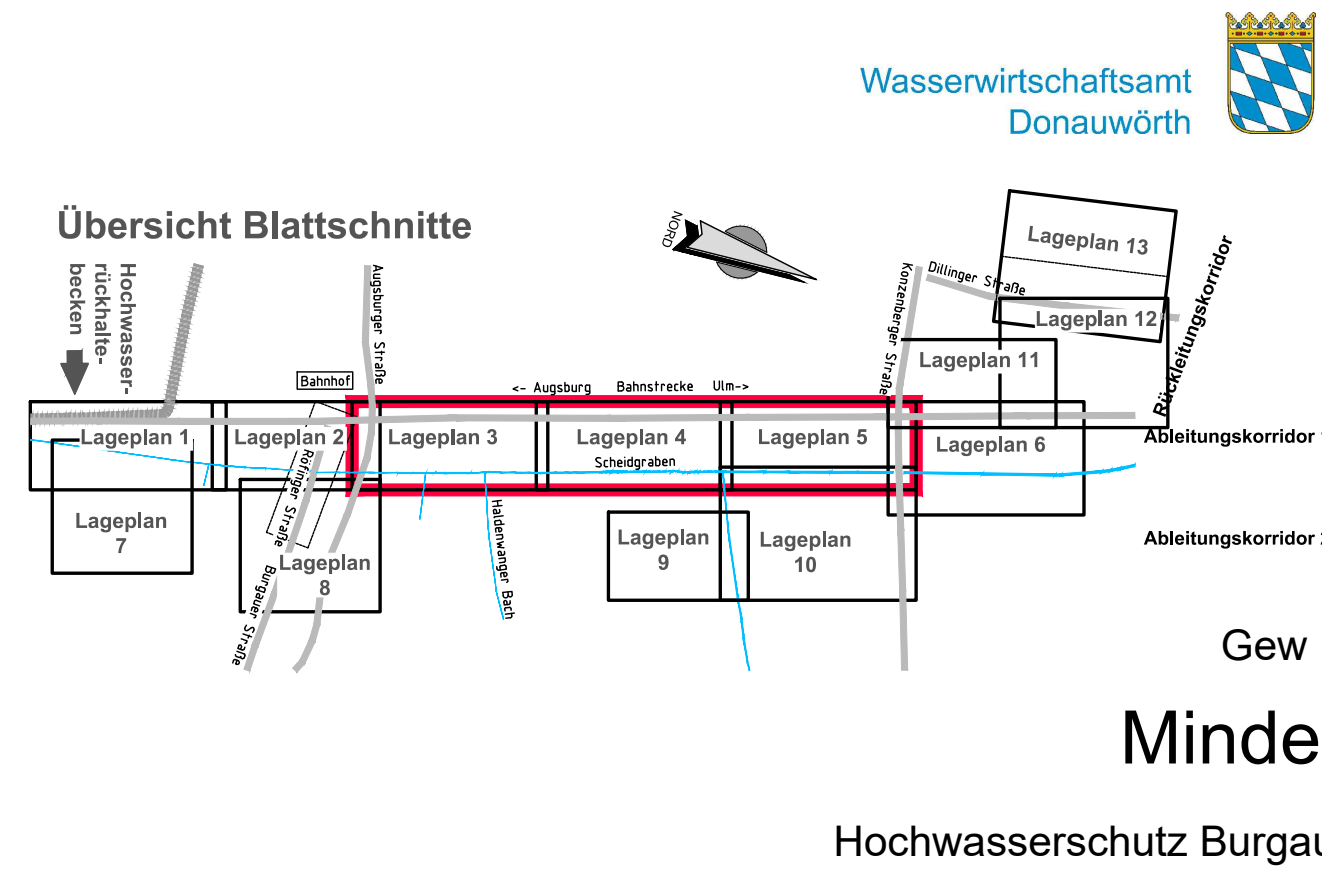 Wasserwirtschaftsamt
Donauwörth
Übersicht Blattschnitte
NORD
Hochwasser-
rückhalte-
becken
Augsburger Straße
Konzenberger Straße
Dillinger Straße
Lageplan 13
Rückleitungskorridor
Lageplan 12
Lageplan 11
Bahnhof
<- Augsburg Bahnstrecke Ulm->
Lageplan 1
Lageplan 2
Lageplan 3
Lageplan 4
Lageplan 5
Lageplan 6
Ableitungskorridor
Scheidgraben
Röfinger Straße
Haldenwanger Bach
Lageplan
7
Lageplan
8
Lageplan
9
Lageplan
10
Ableitungskorridor
Burgauer Straße
Gew
Minde
Hochwasserschutz Burgau